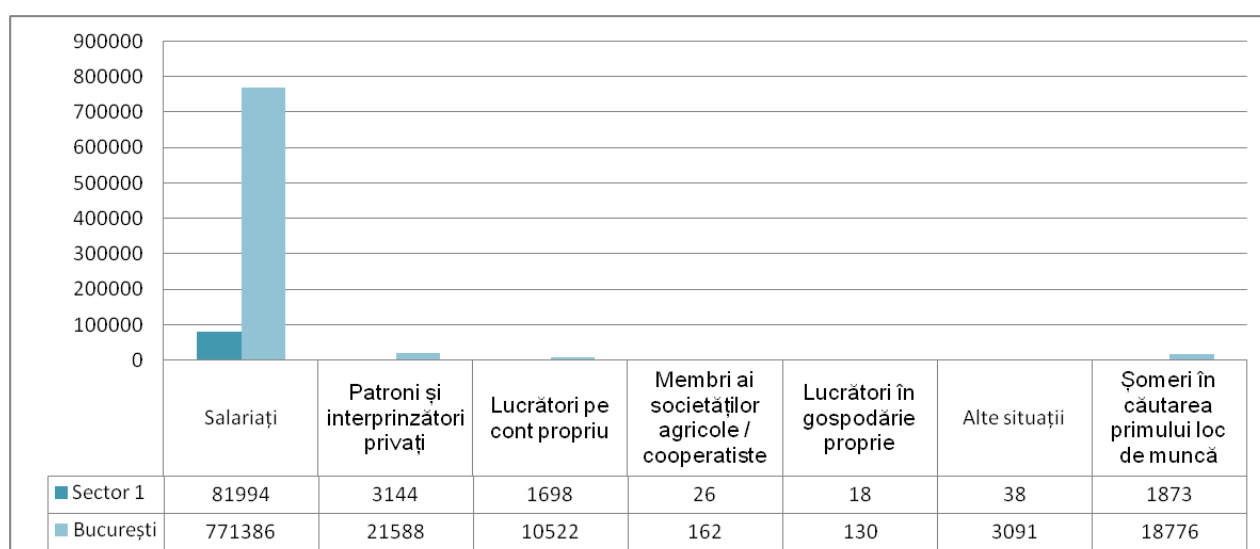 900000
800000
700000
600000
500000
400000
300000
200000
100000
0
Salariați
Patroni și
interprinzători
privați
Lucrători pe
cont propriu
Membri ai
societăților
agricole /
cooperatiste
Lucrători în
gospodărie
proprie
Alte situații
Șomeri în
căutarea
primului loc
de muncă
Sector 1 81994 3144 1698 26 18 38 1873
București 771386 21588 10522 162 130 3091 18776